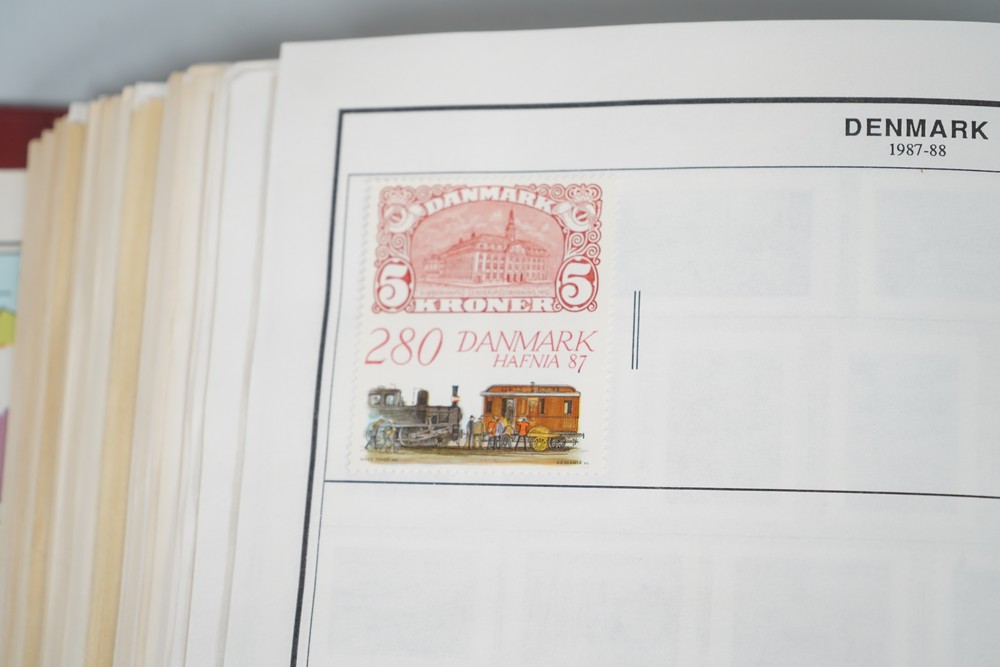 DENMARK
1987-88
DANMARK
5 5
KRONER
280 DANMARK
HAFNIA 87